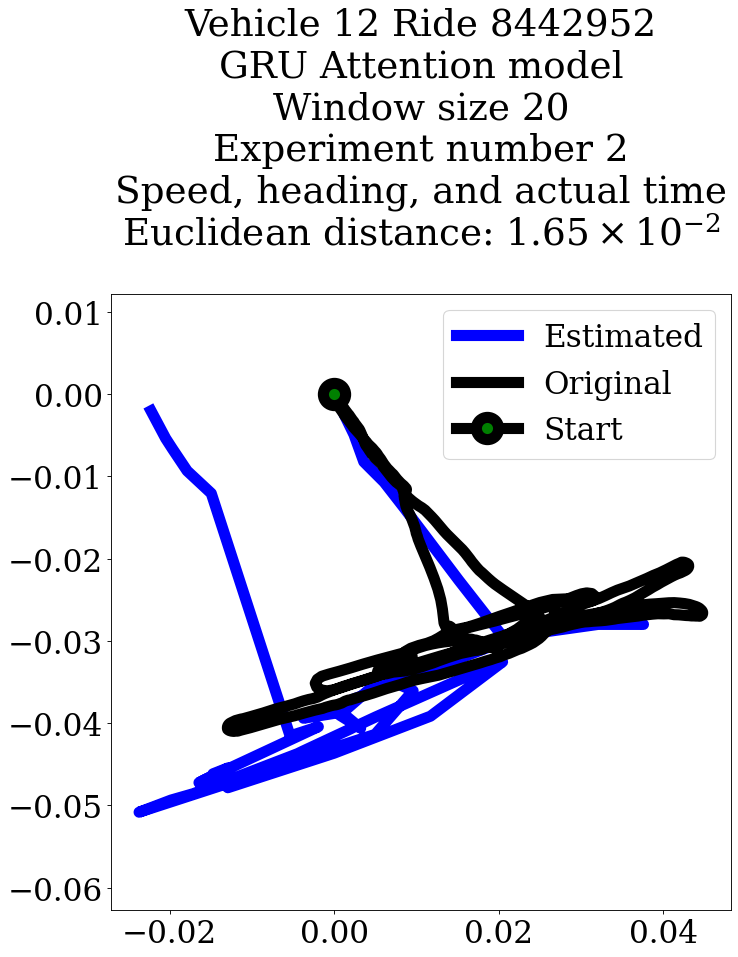 Vehicle 12 Ride 8442952
GRU Attention model
Window size 20
Experiment number 2
Speed, heading, and actual time
Euclidean distance: 1.65 × 10⁻²
Estimated
Original
Start
0.01
0.00
−0.01
−0.02
−0.03
−0.04
−0.05
−0.06
−0.02 0.00 0.02 0.04